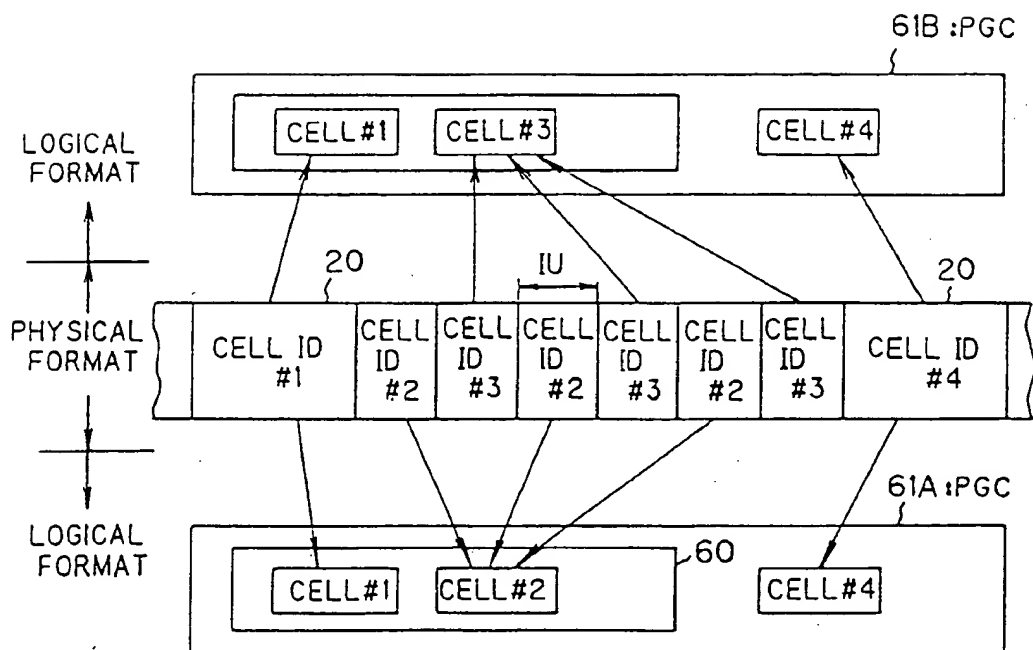 61B :PGC
CELL #1
CELL #3
CELL #4
LOGICAL
FORMAT
20
IU
20
PHYSICAL
FORMAT
CELL ID
#1
CELL
ID
#2
CELL
ID
#3
CELL
ID
#2
CELL
ID
#3
CELL
ID
#2
CELL
ID
#3
CELL ID
#4
LOGICAL
FORMAT
61A :PGC
60
CELL #1
CELL #2
CELL #4